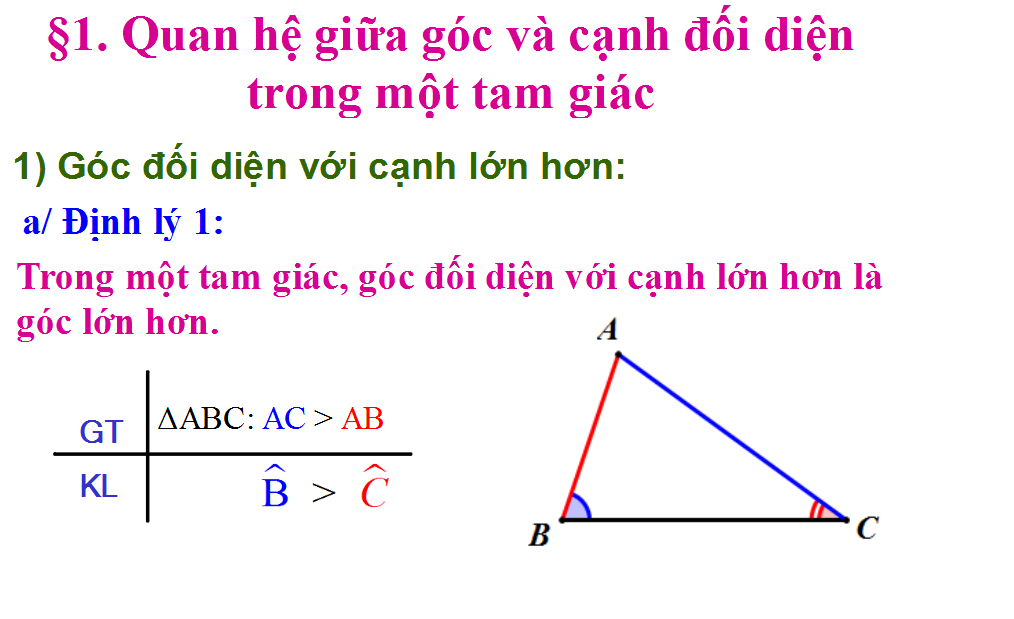 §1. Quan hệ giữa góc và cạnh đối diện
trong một tam giác
1) Góc đối diện với cạnh lớn hơn:
a/ Định lý 1:
Trong một tam giác, góc đối diện với cạnh lớn hơn là
góc lớn hơn.
A
GT ΔABC: AC > AB
KL B̂ > Ĉ
B
C